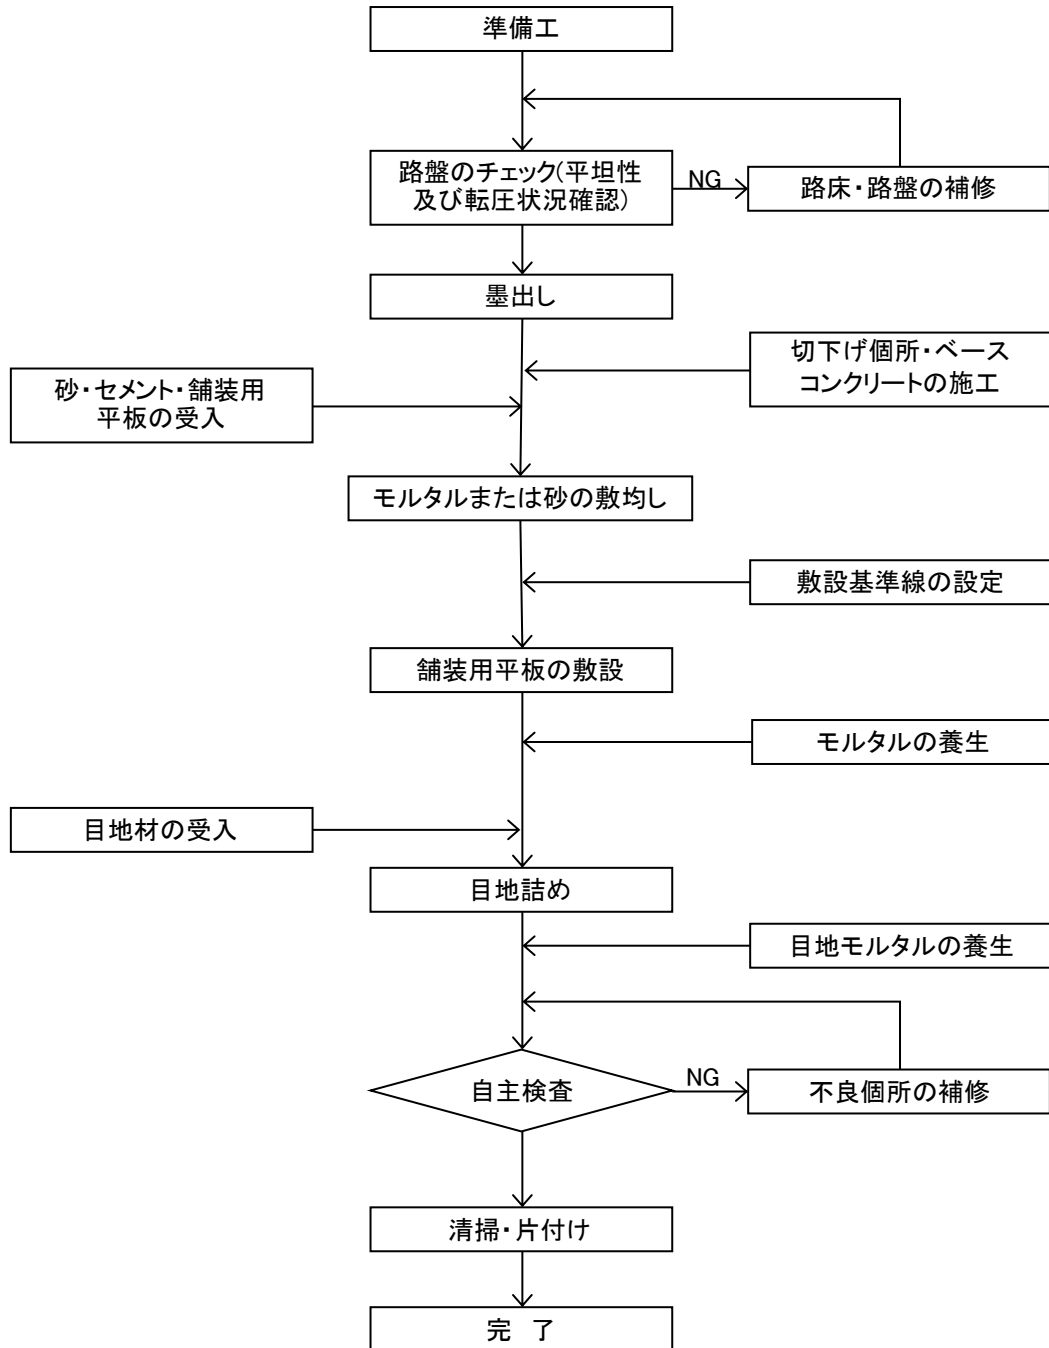 準備工
路盤のチェック(平坦性
及び転圧状況確認)
NG
路床・路盤の補修
墨出し
切下げ個所・ベース
コンクリートの施工
砂・セメント・舗装用
平板の受入
モルタルまたは砂の敷均し
敷設基準線の設定
舗装用平板の敷設
モルタルの養生
目地材の受入
目地詰め
目地モルタルの養生
自主検査
NG
不良個所の補修
清掃・片付け
完 了